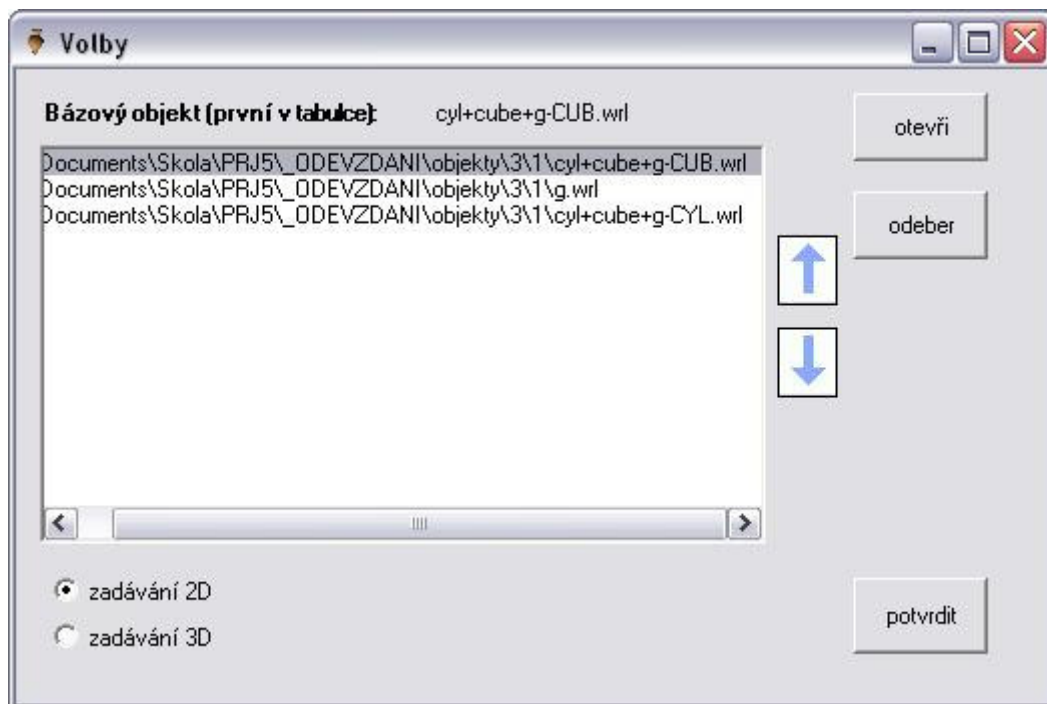 Volby
Bázový objekt (první v tabulce): cyl+cube+g-CUB.wrl
Documents\Skola\PRJ5\_ODEVZDANI\objekty\3\1\cyl+cube+g-CUB.wrl
Documents\Skola\PRJ5\_ODEVZDANI\objekty\3\1\g.wrl
Documents\Skola\PRJ5\_ODEVZDANI\objekty\3\1\cyl+cube+g-CYL.wrl
otevři
odeber
zadávání 2D
zadávání 3D
potvrdit